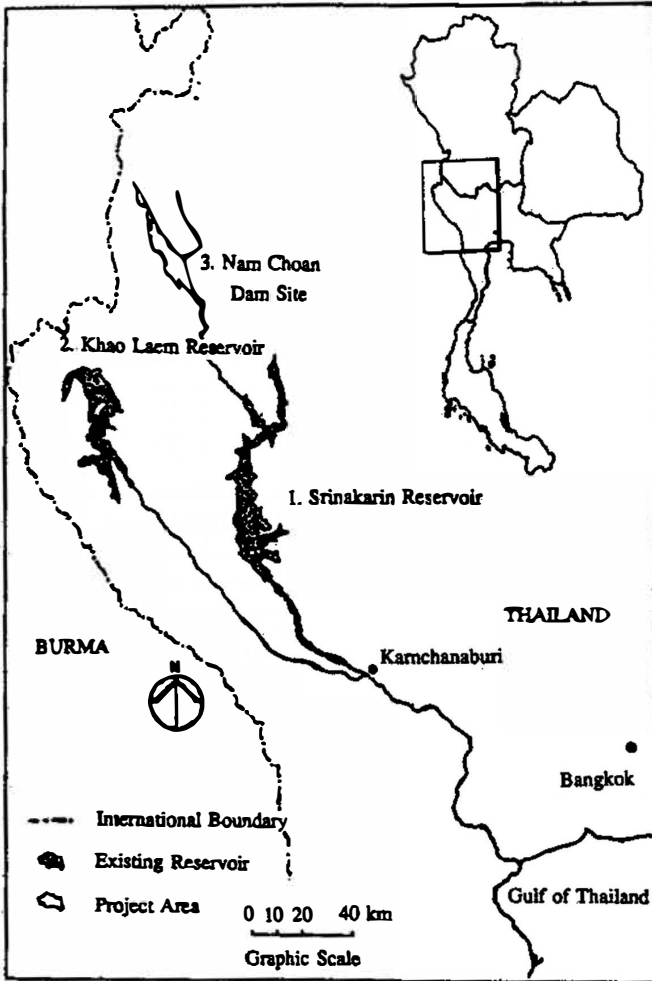 3. Nam Choan
Dam Site
2. Khao Laem Reservoir
1. Srinakarin Reservoir
THAILAND
BURMA
Karnchanaburi
N
Bangkok
International Boundary
Existing Reservoir
Project Area
Gulf of Thailand
0 10 20 40 km
Graphic Scale